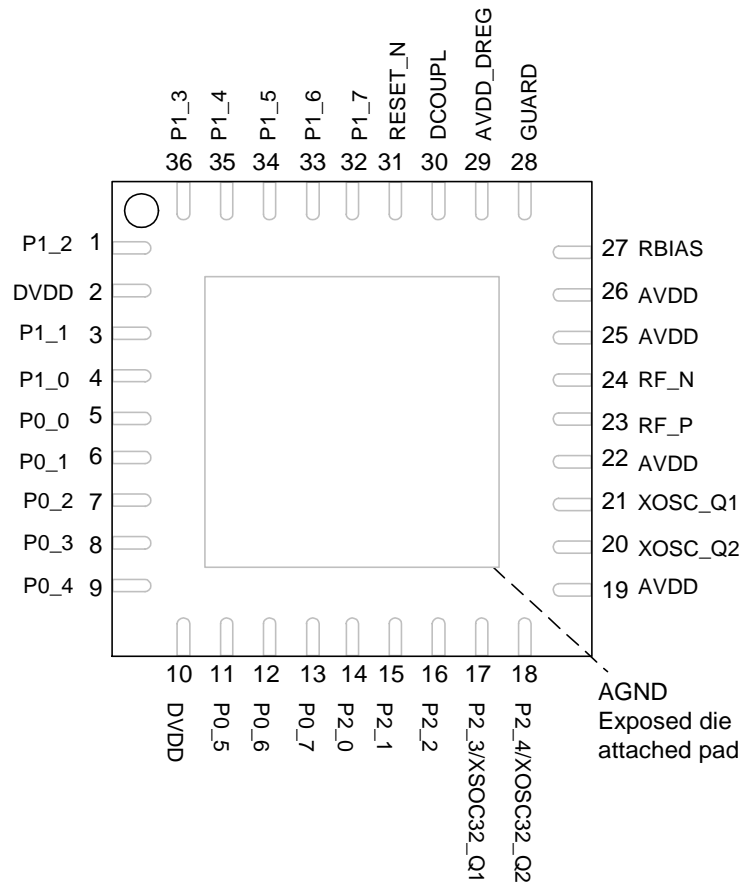 P1_3
P1_4
P1_5
P1_6
P1_7
RESET_N
DCOUPL
AVDD_DREG
GUARD
36 35 34 33 32 31 30 29 28
P1_2 1
DVDD 2
P1_1 3
P1_0 4
P0_0 5
P0_1 6
P0_2 7
P0_3 8
P0_4 9
27 RBIAS
26 AVDD
25 AVDD
24 RF_N
23 RF_P
22 AVDD
21 XOSC_Q1
20 XOSC_Q2
19 AVDD
10 11 12 13 14 15 16 17 18
DVDD
P0_5
P0_6
P0_7
P2_0
P2_1
P2_2
P2_3/XSOC32_Q1
P2_4/XOSC32_Q2
AGND
Exposed die
attached pad